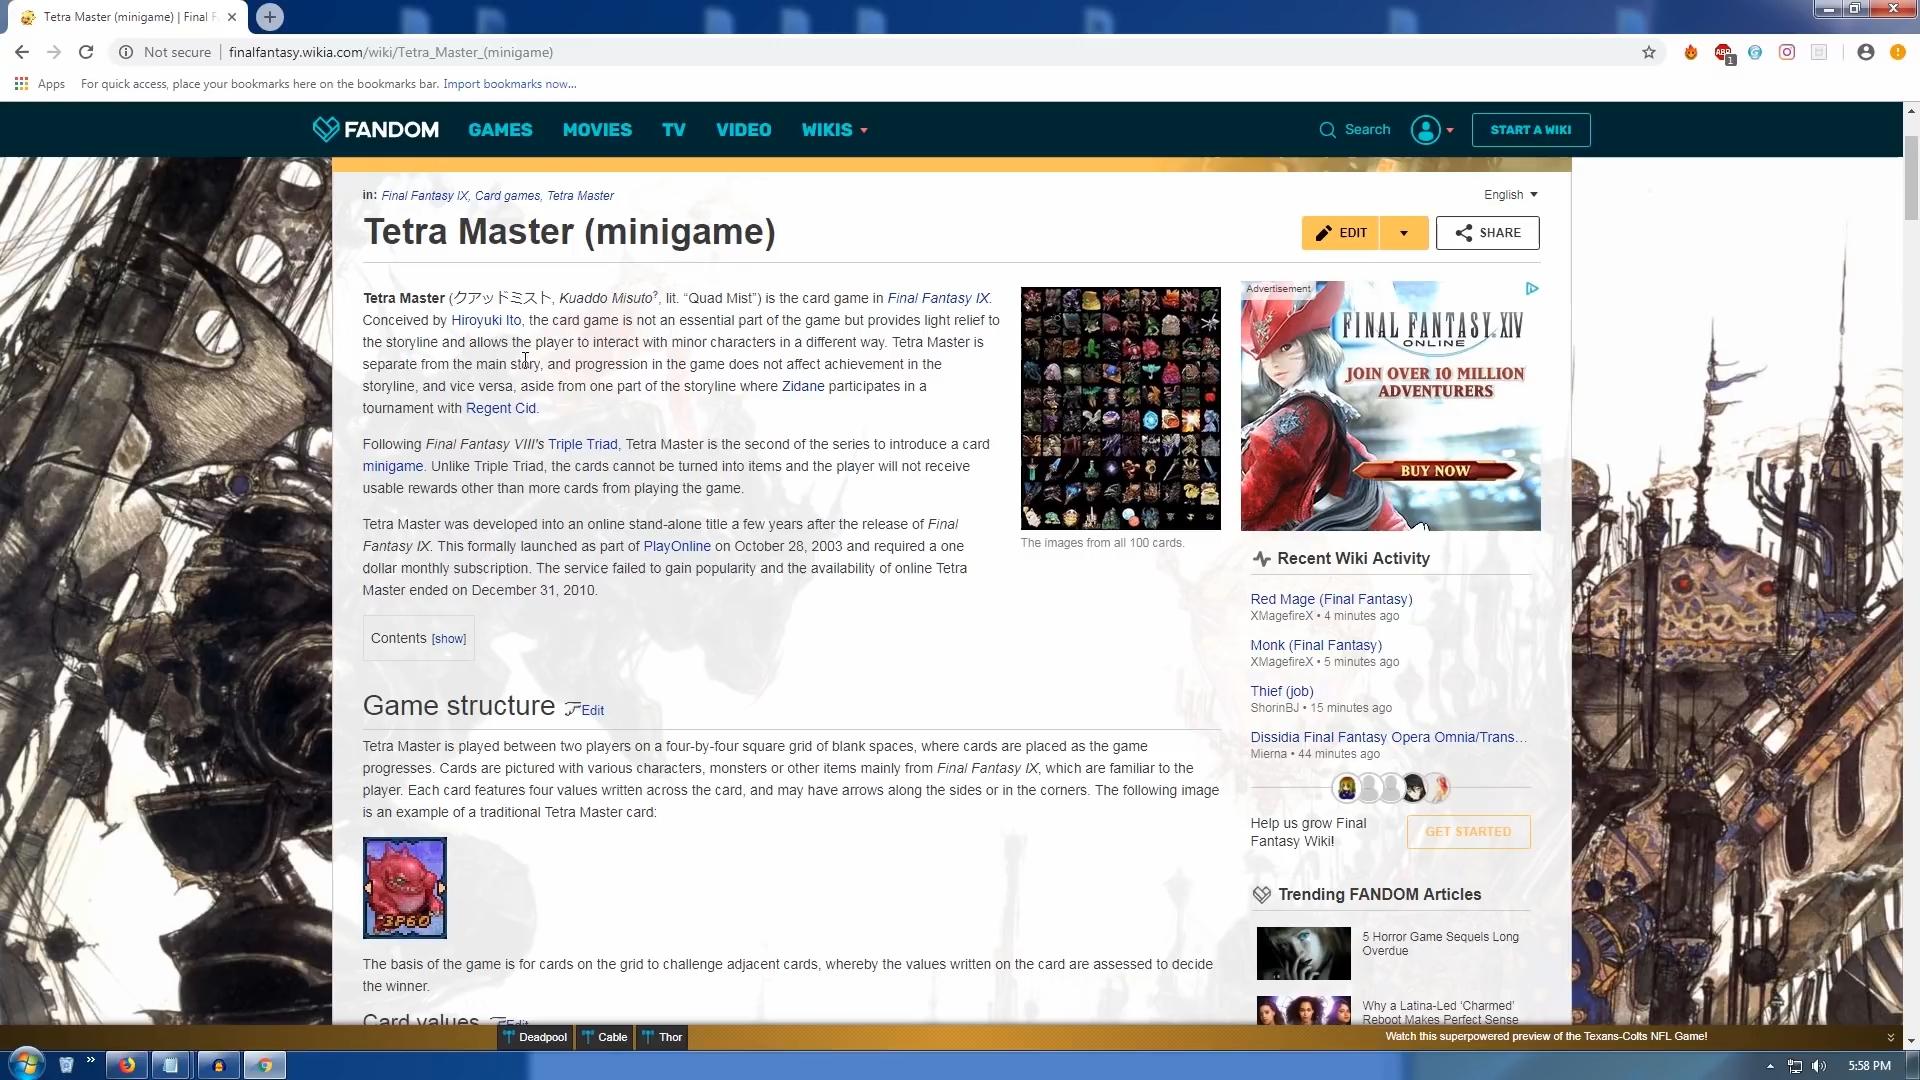 Tetra Master (minigame) | Final F
Not secure
finalfantasy.wikia.com/wiki/Tetra_Master_(minigame)
ABP
1
Apps
For quick access, place your bookmarks here on the bookmarks bar. Import bookmarks now...
FANDOM
GAMES
MOVIES
TV
VIDEO
WIKIS
Search
START A WIKI
in: Final Fantasy IX, Card games, Tetra Master
English
Tetra Master (minigame)
EDIT
SHARE
Tetra Master (クアッドミスト, Kuaddo Misuto?, lit. “Quad Mist”) is the card game in Final Fantasy IX.
Conceived by Hiroyuki Ito, the card game is not an essential part of the game but provides light relief to
the storyline and allows the player to interact with minor characters in a different way. Tetra Master is
separate from the main story, and progression in the game does not affect achievement in the
storyline, and vice versa, aside from one part of the storyline where Zidane participates in a
tournament with Regent Cid.
Following Final Fantasy VIII's Triple Triad, Tetra Master is the second of the series to introduce a card
minigame. Unlike Triple Triad, the cards cannot be turned into items and the player will not receive
usable rewards other than more cards from playing the game.
Tetra Master was developed into an online stand-alone title a few years after the release of Final
Fantasy IX. This formally launched as part of PlayOnline on October 28, 2003 and required a one
dollar monthly subscription. The service failed to gain popularity and the availability of online Tetra
Master ended on December 31, 2010.
The images from all 100 cards.
Advertisement
FINAL FANTASY XIV
ONLINE
JOIN OVER 10 MILLION
ADVENTURERS
BUY NOW
Contents [show]
Recent Wiki Activity
Red Mage (Final Fantasy)
XMagefireX • 4 minutes ago
Monk (Final Fantasy)
XMagefireX • 5 minutes ago
Thief (job)
ShorinBJ • 15 minutes ago
Dissidia Final Fantasy Opera Omnia/Trans...
Mierna • 44 minutes ago
Help us grow Final
Fantasy Wiki!
GET STARTED
Game structure
Edit
Tetra Master is played between two players on a four-by-four square grid of blank spaces, where cards are placed as the game
progresses. Cards are pictured with various characters, monsters or other items mainly from Final Fantasy IX, which are familiar to the
player. Each card features four values written across the card, and may have arrows along the sides or in the corners. The following image
is an example of a traditional Tetra Master card:
3P60
The basis of the game is for cards on the grid to challenge adjacent cards, whereby the values written on the card are assessed to decide
the winner.
Card values
Edit
Trending FANDOM Articles
5 Horror Game Sequels Long
Overdue
Why a Latina-Led ‘Charmed’
Reboot Makes Perfect Sense
Deadpool
Cable
Thor
Watch this superpowered preview of the Texans-Colts NFL Game!
5:58 PM